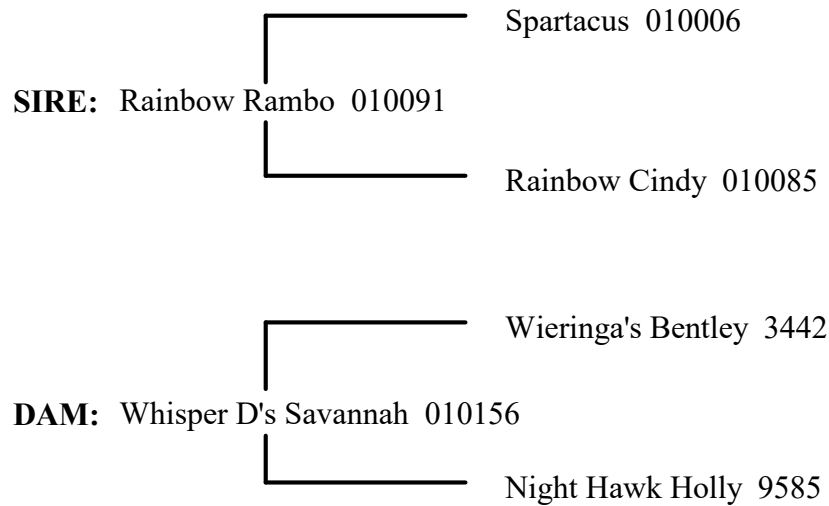 Spartacus 010006
SIRE: Rainbow Rambo 010091
Rainbow Cindy 010085
Wieringa's Bentley 3442
DAM: Whisper D's Savannah 010156
Night Hawk Holly 9585